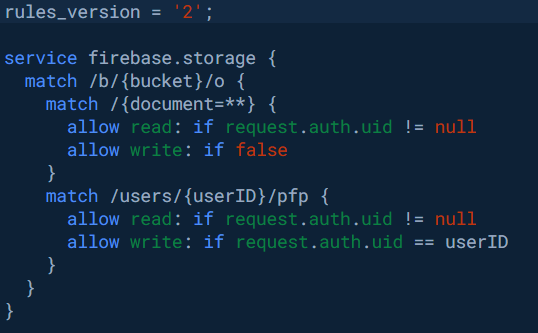 rules_version = '2';
service firebase.storage {
match /b/{bucket}/o {
match /{document=**} {
allow read: if request.auth.uid != null
allow write: if false
}
match /users/{userID}/pfp {
allow read: if request.auth.uid != null
allow write: if request.auth.uid == userID
}
}
}